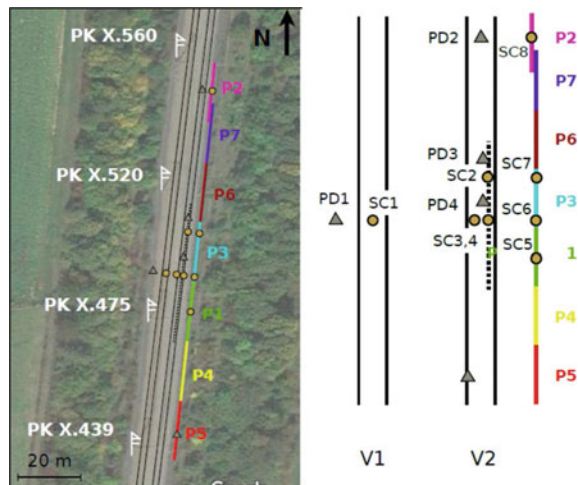 PK X.560
N
P2
P7
PK X.520
P6
P3
PK X.475
P1
P4
PK X.439
P5
20 m
PD2
SC8
P2
P7
P6
PD3
SC2
SC7
PD1
SC1
PD4
SC6
P3
SC3,4
SC5
P
1
P4
P5
V1
V2